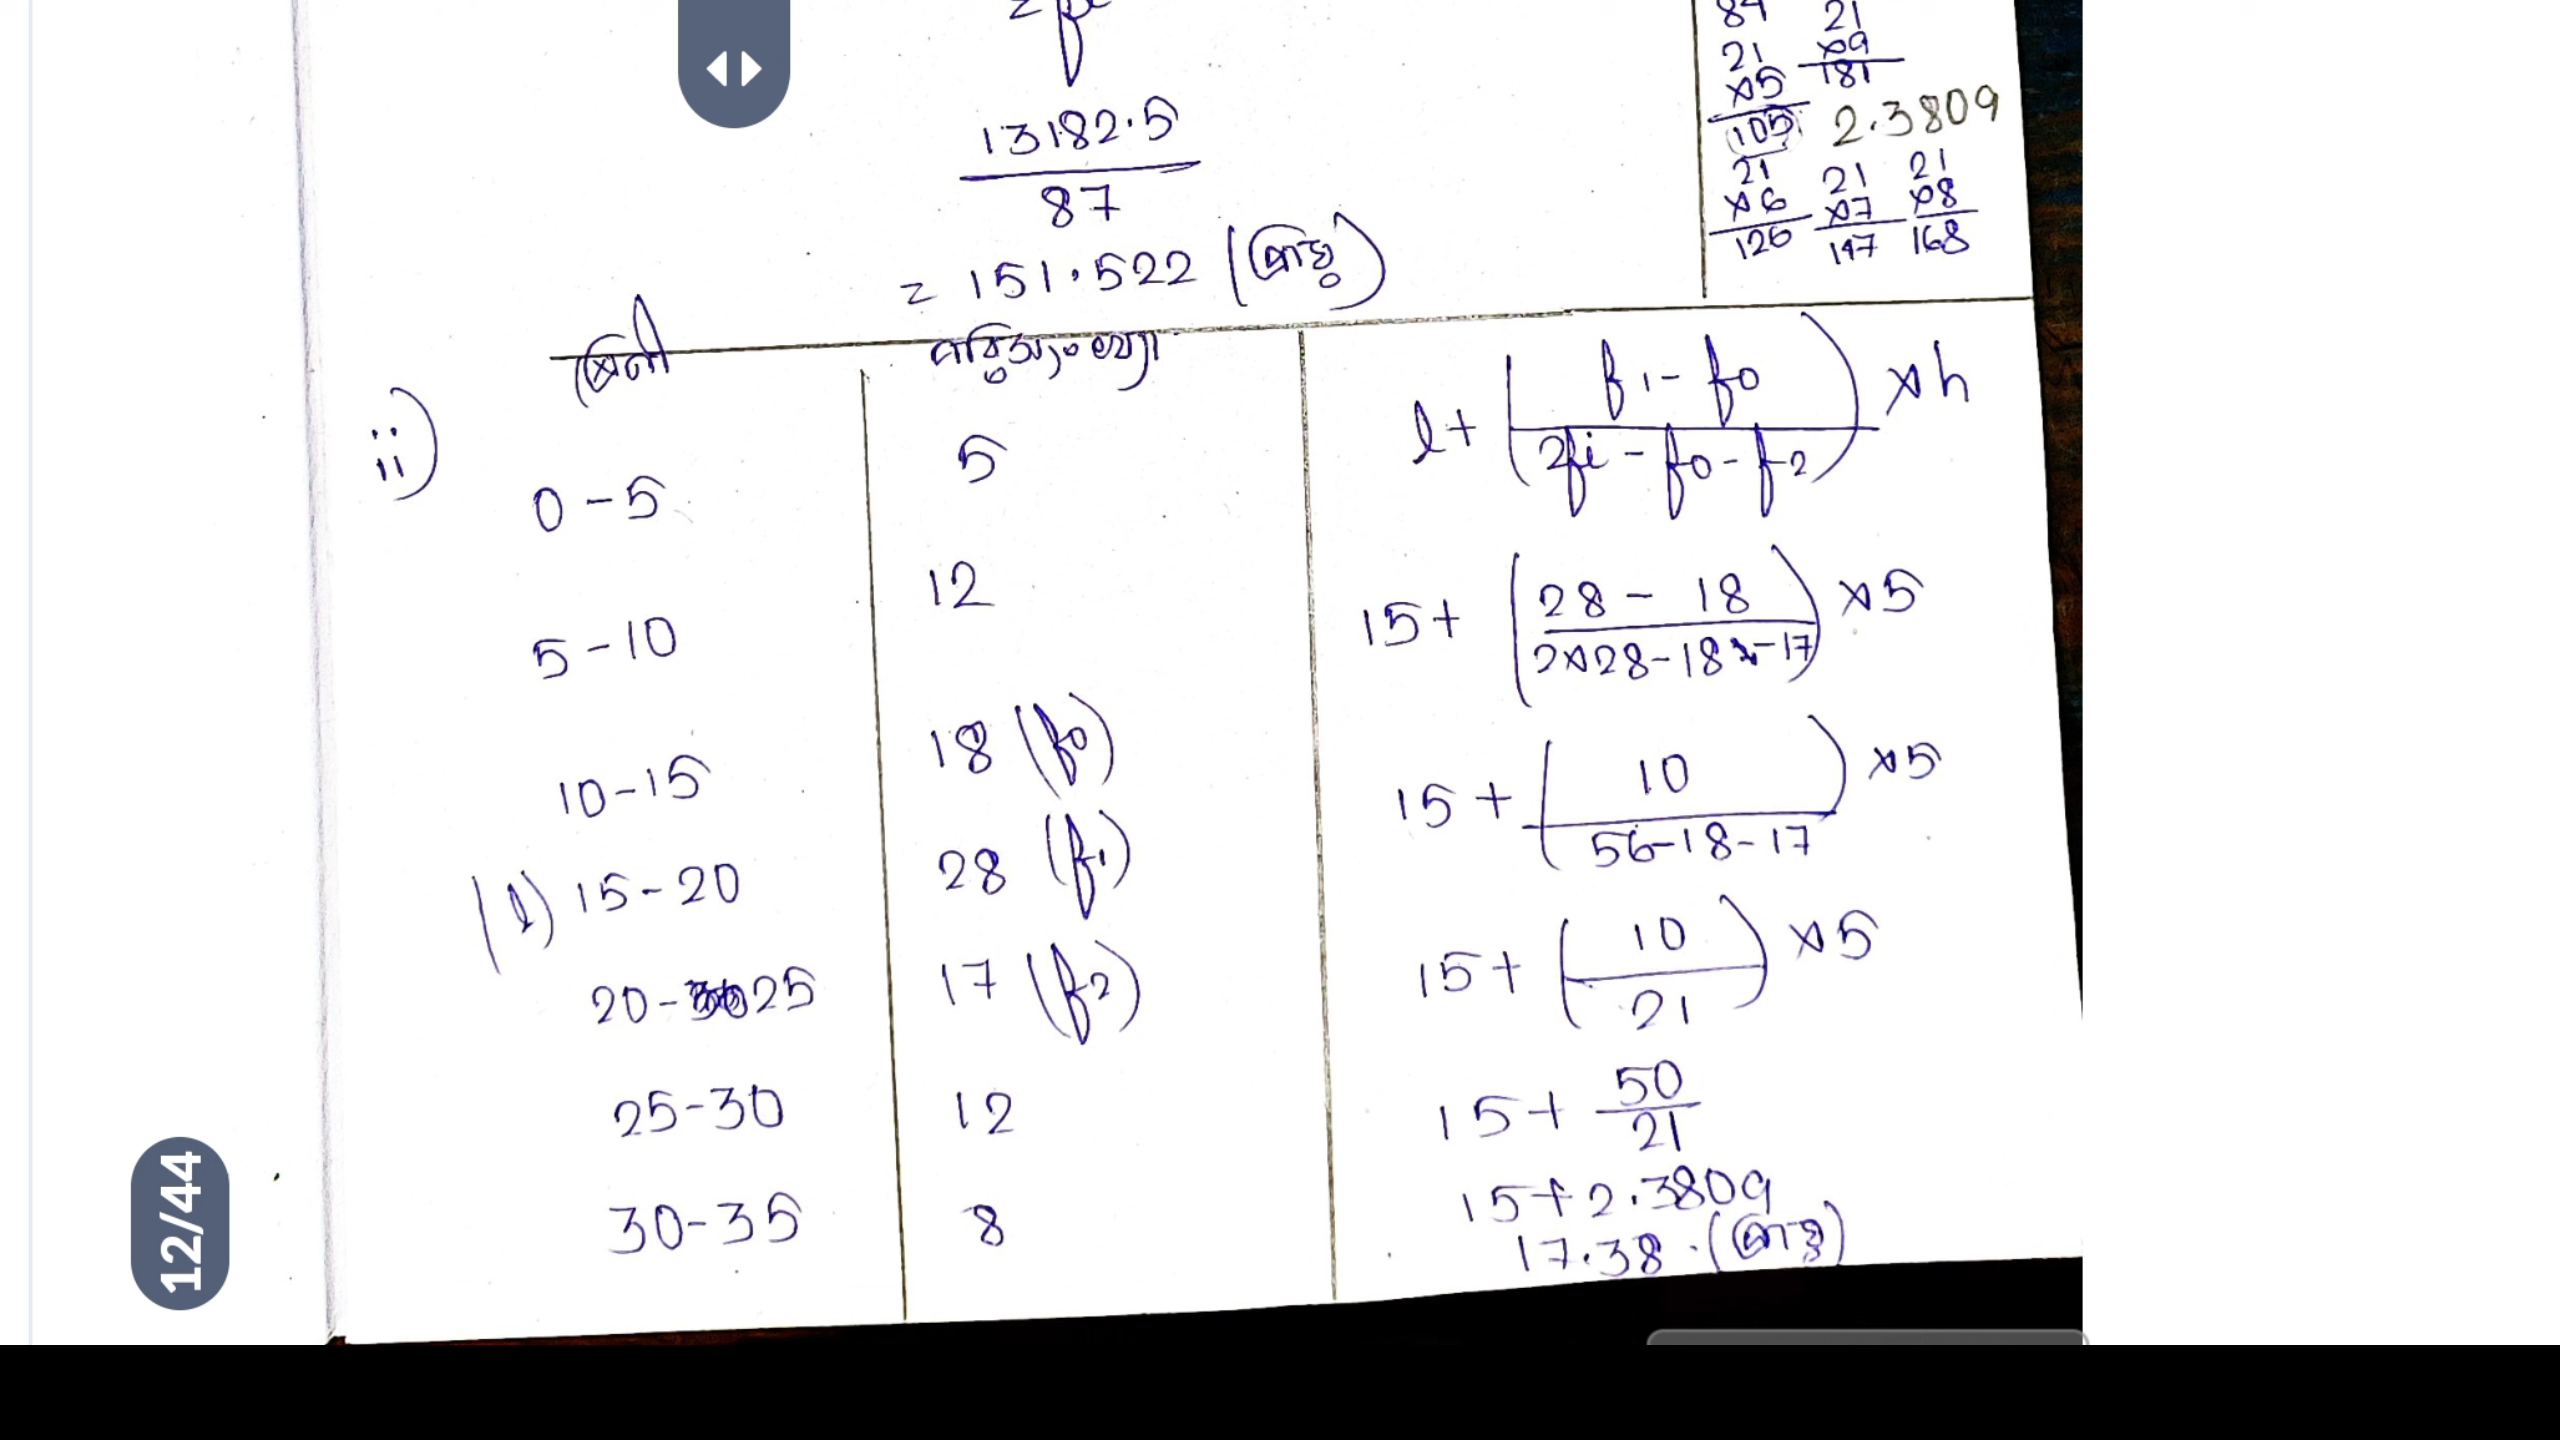 13182.5
87
= 151.522 (প্রায়)
84
21
×5
105
21
×9
181
2.3809
21
×6
126
21
×7
147
21
×8
168
ii)
শ্রেণী
পরিসংখ্যা
0-5 5
5-10 12
10-15 18 (f0)
(l) 15-20 28 (f1)
20-25 17 (f2)
25-30 12
30-35 8
l + (f1 - f0 / 2fi - f0 - f2) × h
15 + (28 - 18 / 2×28-18-17) ×5
15 + (10 / 56-18-17) ×5
15 + (10 / 21) ×5
15 + 50/21
15+2.3809
17.38 (প্রায়)
12/44